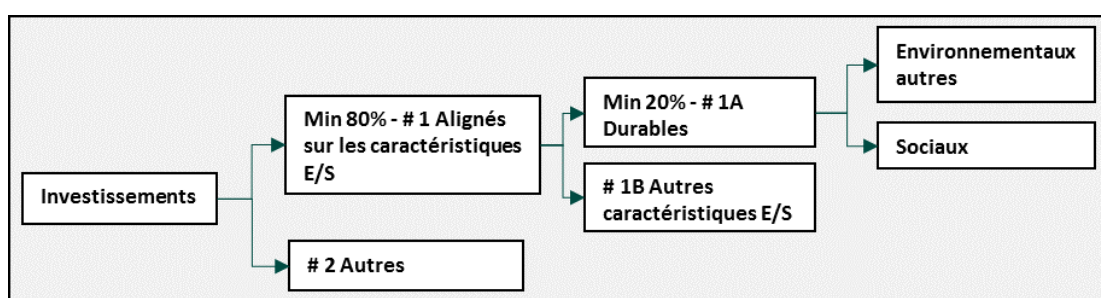 Investissements
Min 80% - # 1 Alignés
sur les caractéristiques
E/S
# 2 Autres
Min 20% - # 1A
Durables
# 1B Autres
caractéristiques E/S
Environnementaux
autres
Sociaux